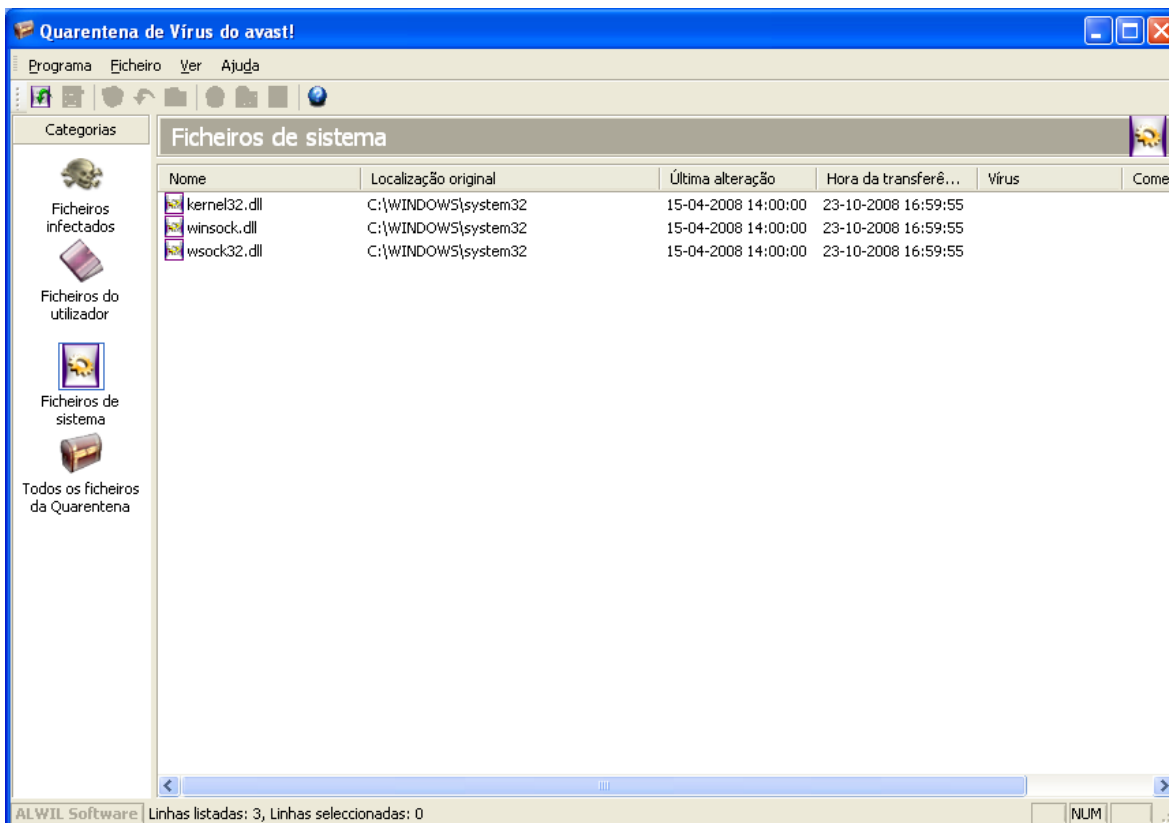 Quarentena de Vírus do avast!
Programa Ficheiro Ver Ajuda
Categorias
Ficheiros infectados
Ficheiros do utilizador
Ficheiros de sistema
Todos os ficheiros da Quarentena
Ficheiros de sistema
Nome Localização original Última alteração Hora da transferê... Vírus Come
kernel32.dll C:\WINDOWS\system32 15-04-2008 14:00:00 23-10-2008 16:59:55
winsock.dll C:\WINDOWS\system32 15-04-2008 14:00:00 23-10-2008 16:59:55
wsock32.dll C:\WINDOWS\system32 15-04-2008 14:00:00 23-10-2008 16:59:55
ALWIL Software Linhas listadas: 3, Linhas seleccionadas: 0 NUM